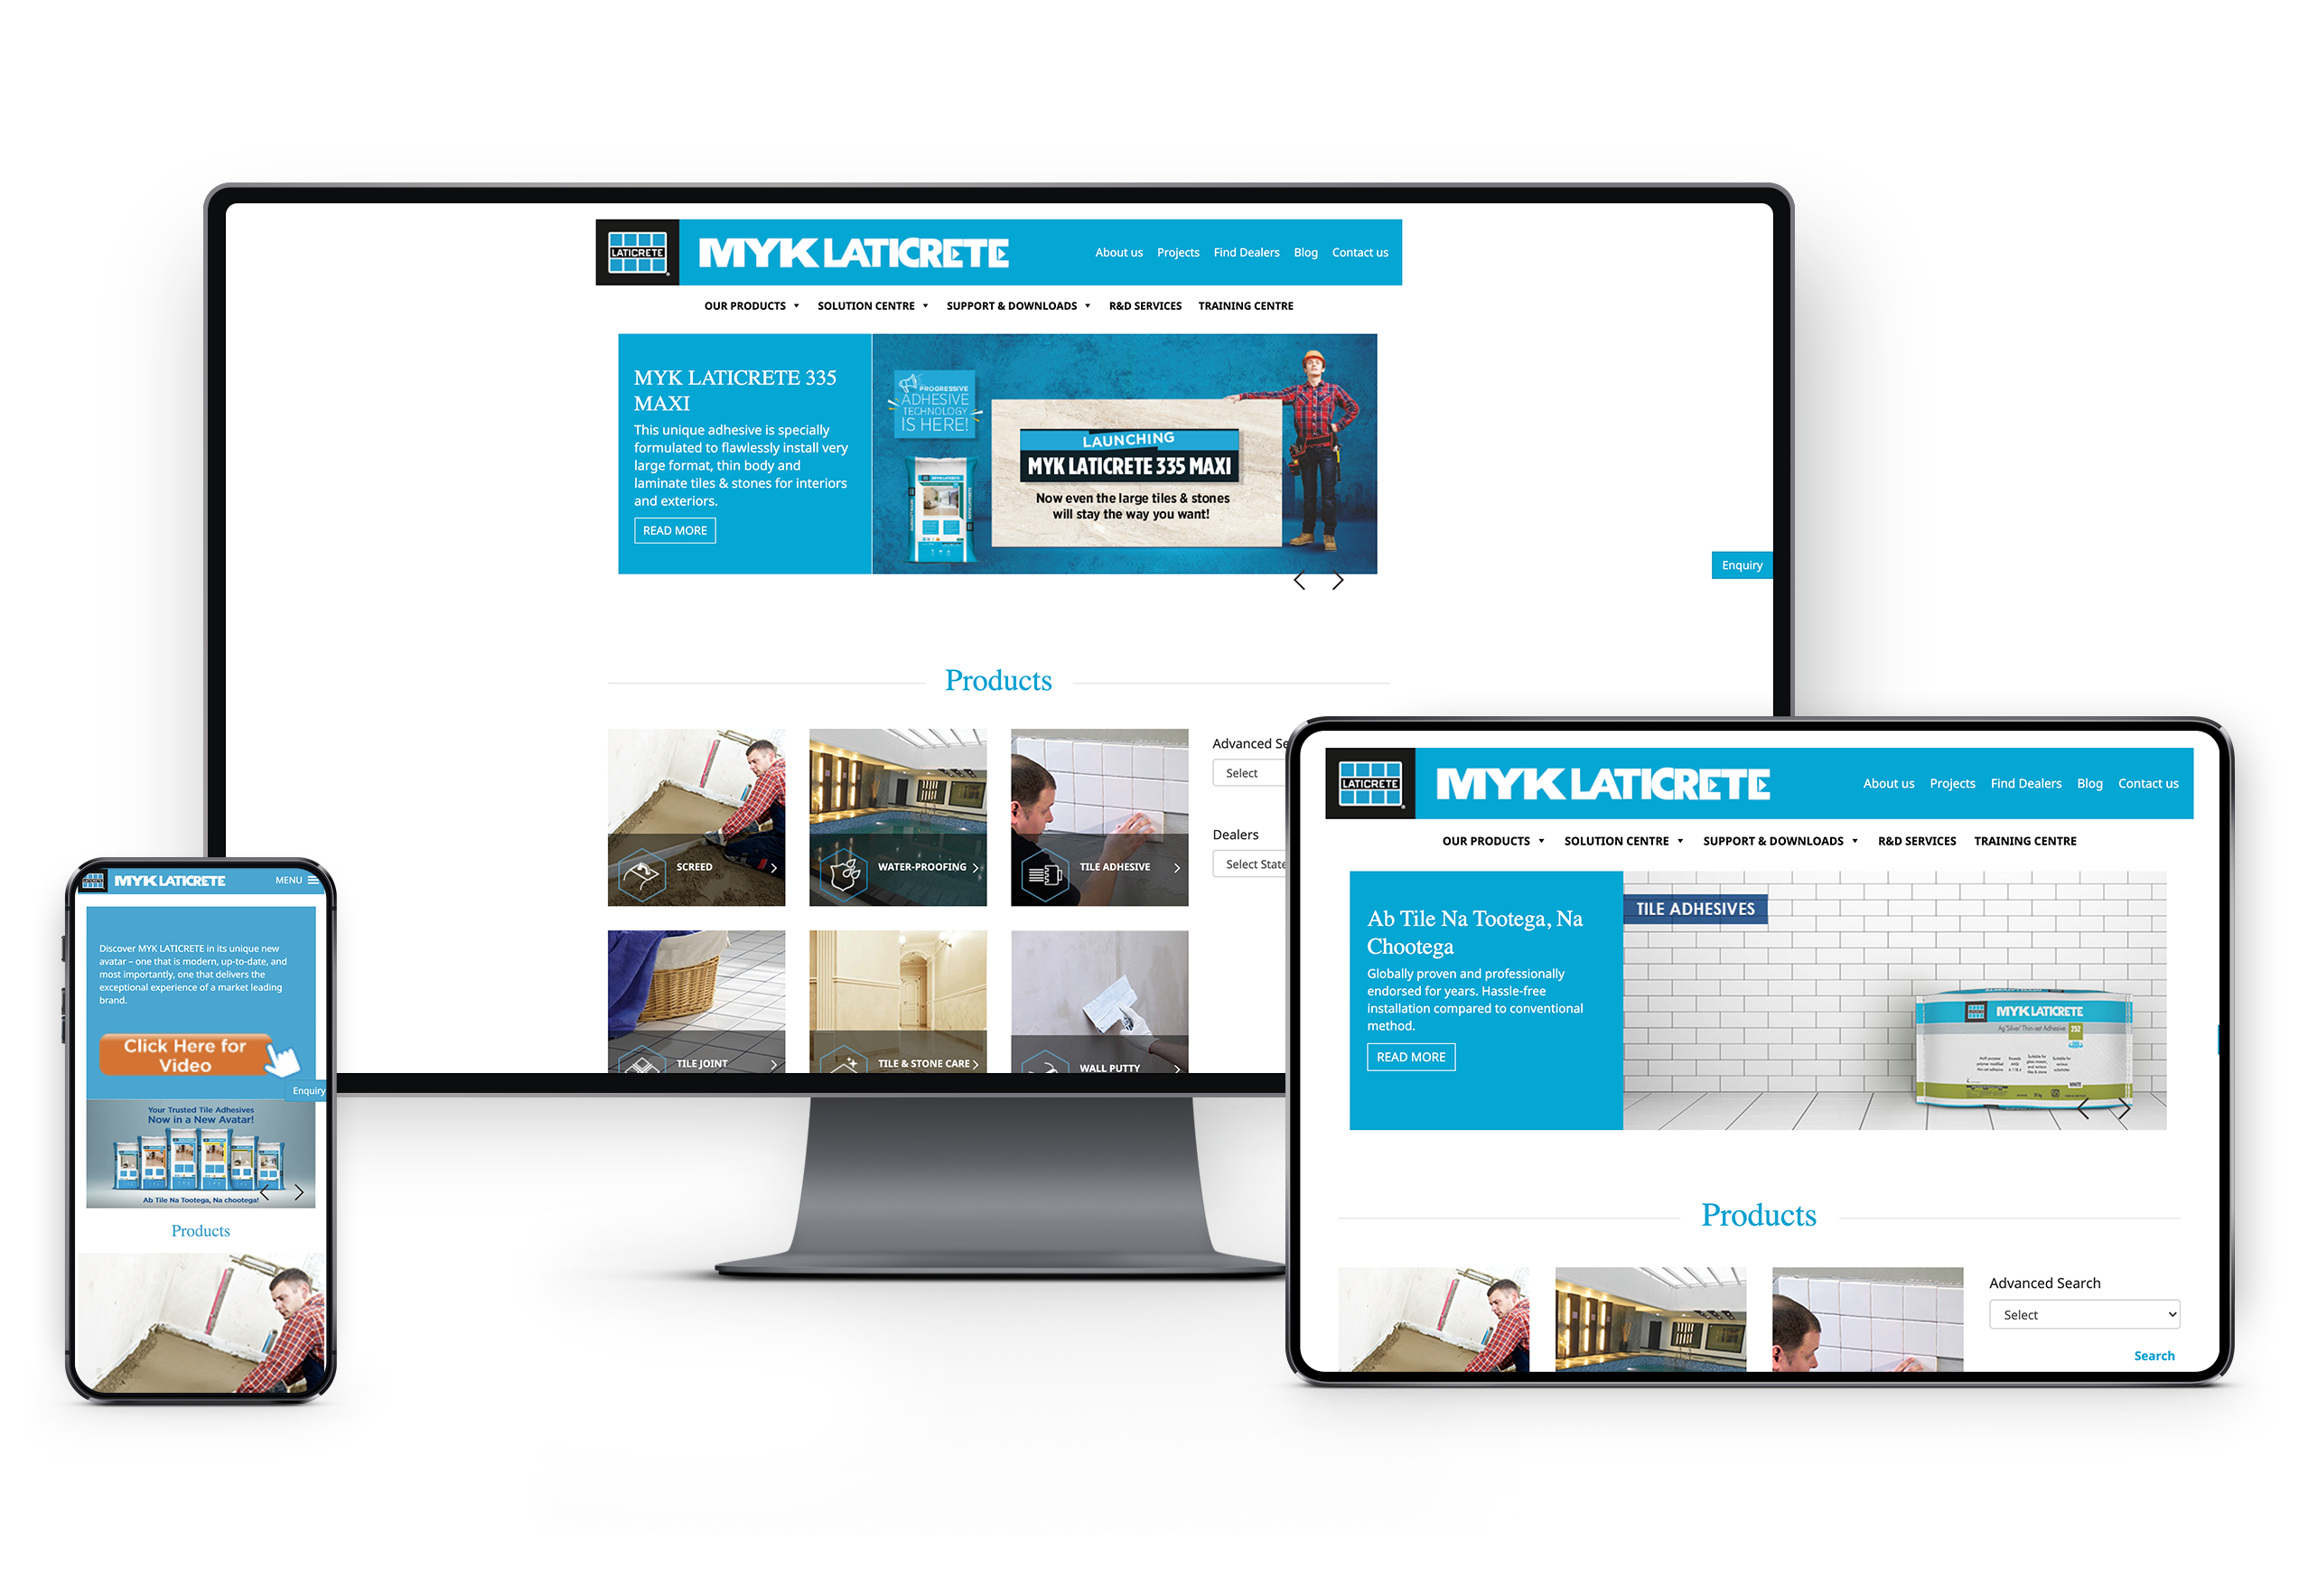 LATICRETE
MYK LATICRETE
About us Projects Find Dealers Blog Contact us
OUR PRODUCTS SOLUTION CENTRE SUPPORT & DOWNLOADS R&D SERVICES TRAINING CENTRE
MYK LATICRETE 335
MAXI
This unique adhesive is specially
formulated to flawlessly install very
large format, thin body and
laminate tiles & stones for interiors
and exteriors.
READ MORE
PROGRESSIVE
ADHESIVE
TECHNOLOGY
IS HERE!
MYK LATICRETE
LAUNCHING
MYK LATICRETE 335 MAXI
Now even the large tiles & stones
will stay the way you want!
Enquiry
Products
SCREED
WATER-PROOFING
TILE ADHESIVE
Advanced Se
Select
Dealers
Select State
TILE JOINT
TILE & STONE CARE
WALL PUTTY
MYK LATICRETE
MENU
Discover MYK LATICRETE in its unique new
avatar – one that is modern, up-to-date, and
most importantly, one that delivers the
exceptional experience of a market leading
brand.
Click Here for
Video
Enquiry
Your Trusted Tile Adhesives
Now in a New Avatar!
Ab Tile Na Tootega, Na chootega!
Products
LATICRETE
MYK LATICRETE
About us Projects Find Dealers Blog Contact us
OUR PRODUCTS SOLUTION CENTRE SUPPORT & DOWNLOADS R&D SERVICES TRAINING CENTRE
Ab Tile Na Tootega, Na
Chootega
Globally proven and professionally
endorsed for years. Hassle-free
installation compared to conventional
method.
READ MORE
TILE ADHESIVES
MYK LATICRETE
Ag+'Silver' Thin-set Adhesive
252
WHITE
Products
Advanced Search
Select
Search